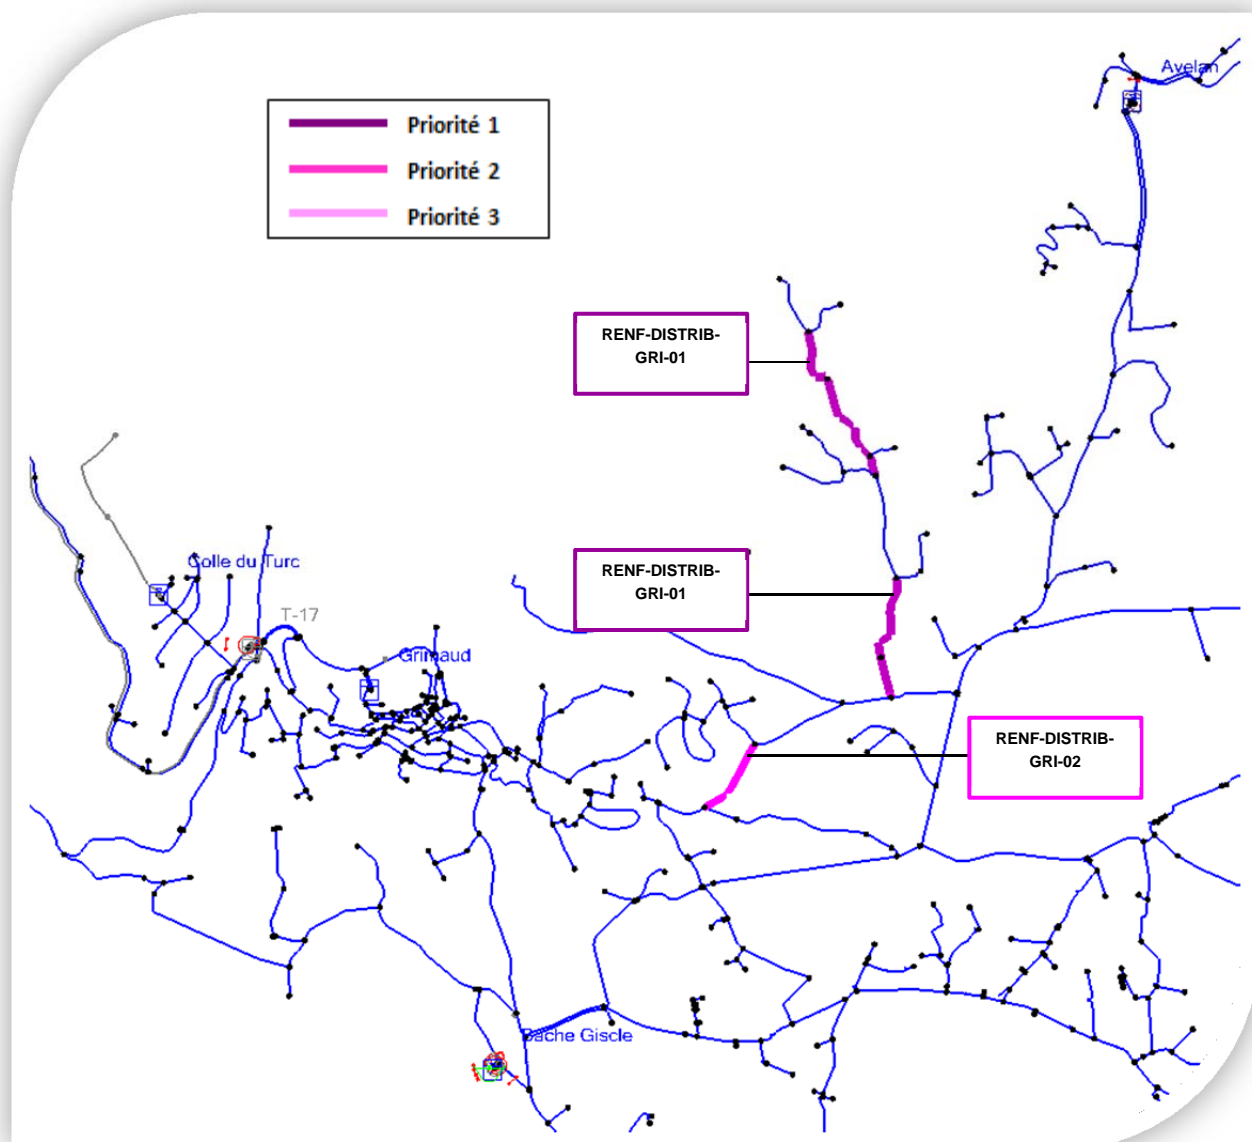 Avelan
Priorité 1
Priorité 2
Priorité 3
RENF-DISTRIB-
GRI-01
Colle du Turc
RENF-DISTRIB-
GRI-01
T-17
Grimaud
RENF-DISTRIB-
GRI-02
Bache Giscle